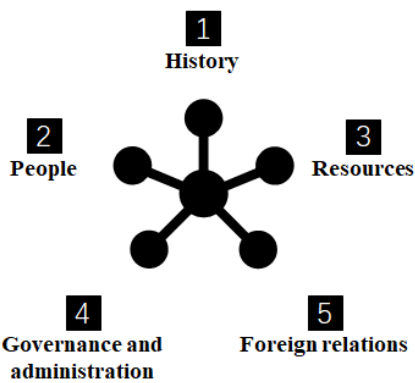 1
History
2
People
3
Resources
4
Governance and
administration
5
Foreign relations